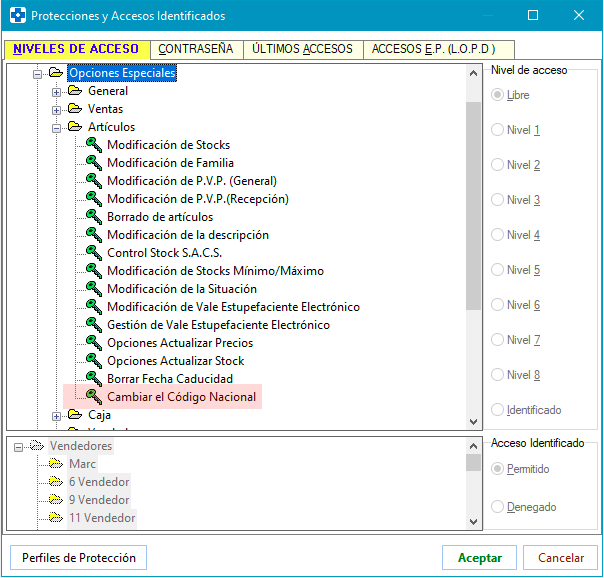 Protecciones y Accesos Identificados
NIVELES DE ACCESO CONTRASEÑA ÚLTIMOS ACCESOS ACCESOS E.P. (L.O.P.D )
Opciones Especiales
General
Ventas
Artículos
Modificación de Stocks
Modificación de Familia
Modificación de P.V.P. (General)
Modificación de P.V.P.(Recepción)
Borrado de artículos
Modificación de la descripción
Control Stock S.A.C.S.
Modificación de Stocks Mínimo/Máximo
Modificación de la Situación
Modificación de Vale Estupefaciente Electrónico
Gestión de Vale Estupefaciente Electrónico
Opciones Actualizar Precios
Opciones Actualizar Stock
Borrar Fecha Caducidad
Cambiar el Código Nacional
Caja
Nivel de acceso
Libre
Nivel 1
Nivel 2
Nivel 3
Nivel 4
Nivel 5
Nivel 6
Nivel 7
Nivel 8
Identificado
Vendedores
Marc
6 Vendedor
9 Vendedor
11 Vendedor
Acceso Identificado
Permitido
Denegado
Perfiles de Protección Aceptar Cancelar